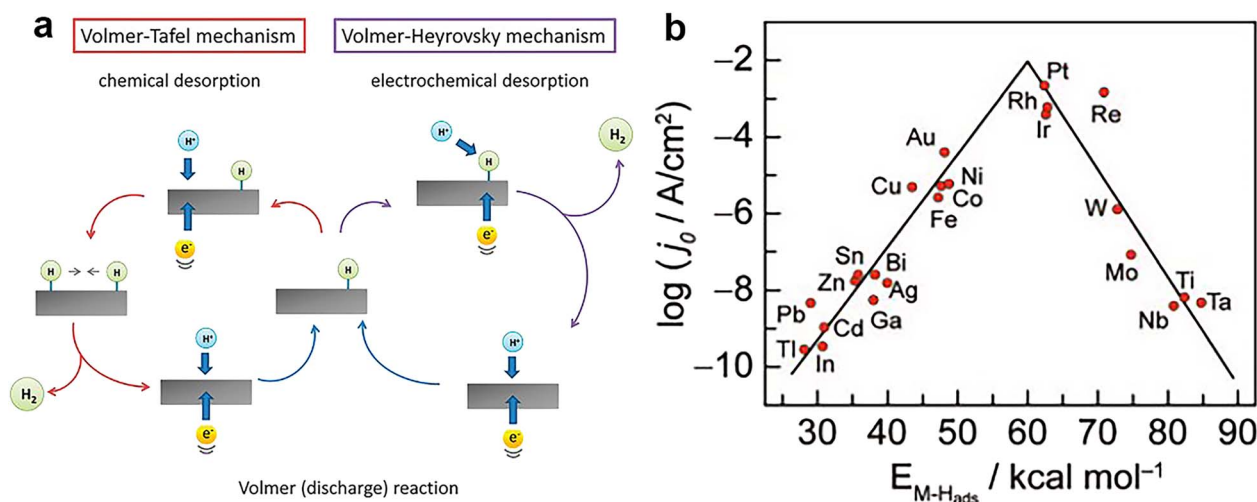 a
Volmer-Tafel mechanism
Volmer-Heyrovsky mechanism
chemical desorption
electrochemical desorption
H⁺
H
e⁻
H⁺
H
e⁻
H₂
H
H
H
H₂
H⁺
e⁻
H⁺
e⁻
Volmer (discharge) reaction
b
log (j₀ / A/cm²)
−2
−4
−6
−8
−10
Pt
Rh
Re
Ir
Au
Cu
Ni
Co
Fe
W
Sn
Bi
Mo
Zn
Ag
Ti
Pb
Ga
Ta
Cd
Nb
Tl
In
30 40 50 60 70 80 90
E M-H ads / kcal mol⁻¹